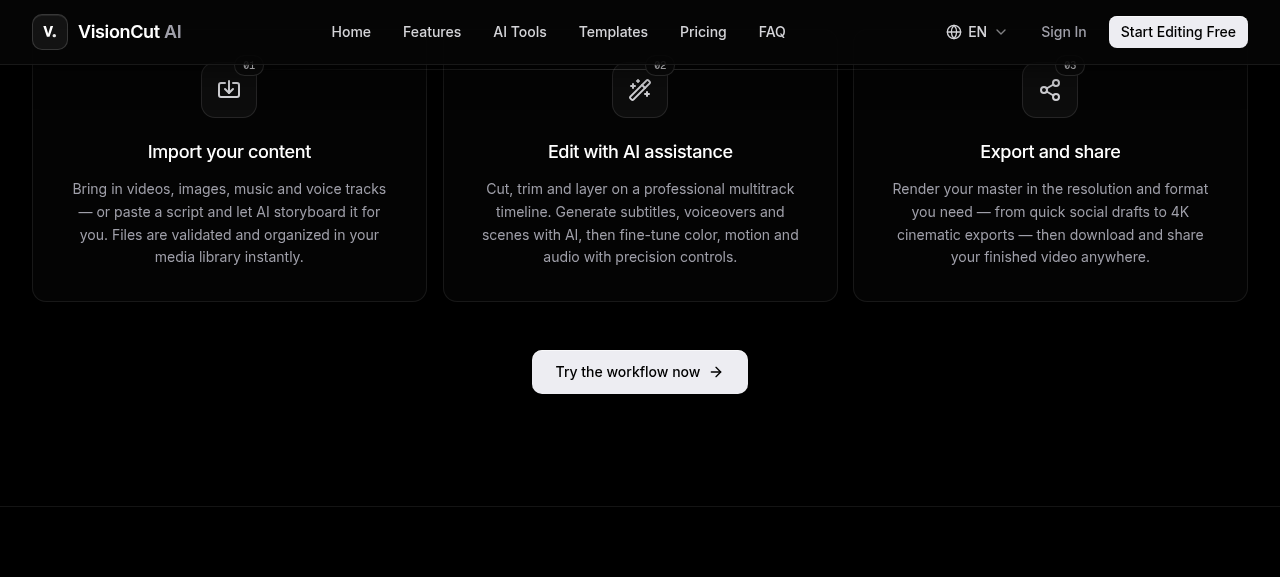 V. VisionCut AI
Home
Features
AI Tools
Templates
Pricing
FAQ
EN
Sign In
Start Editing Free
01
02
03
Import your content
Bring in videos, images, music and voice tracks
— or paste a script and let AI storyboard it for
you. Files are validated and organized in your
media library instantly.
Edit with AI assistance
Cut, trim and layer on a professional multitrack
timeline. Generate subtitles, voiceovers and
scenes with AI, then fine-tune color, motion and
audio with precision controls.
Export and share
Render your master in the resolution and format
you need — from quick social drafts to 4K
cinematic exports — then download and share
your finished video anywhere.
Try the workflow now